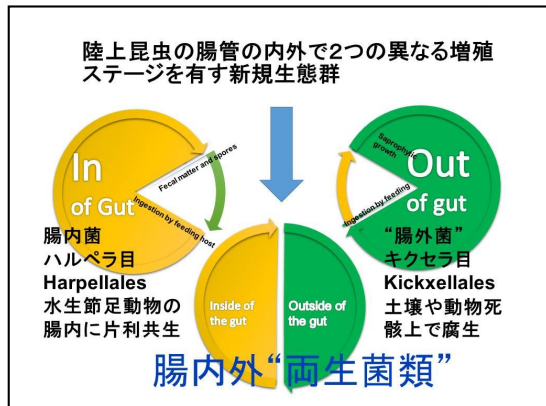 陸上昆虫の腸管の内外で2つの異なる増殖
ステージを有す新規生態群
In
of Gut
Fecal matter and spores
Ingestion by feeding host
Out
of gut
Saprophytic
growth
Ingestion by feeding
腸内菌
ハルペラ目
Harpellales
水生節足動物の
腸内に片利共生
Inside of
the gut
Outside of
the gut
“腸外菌”
キクセラ目
Kickxellales
土壌や動物死
骸上で腐生
腸内外“両生菌類”